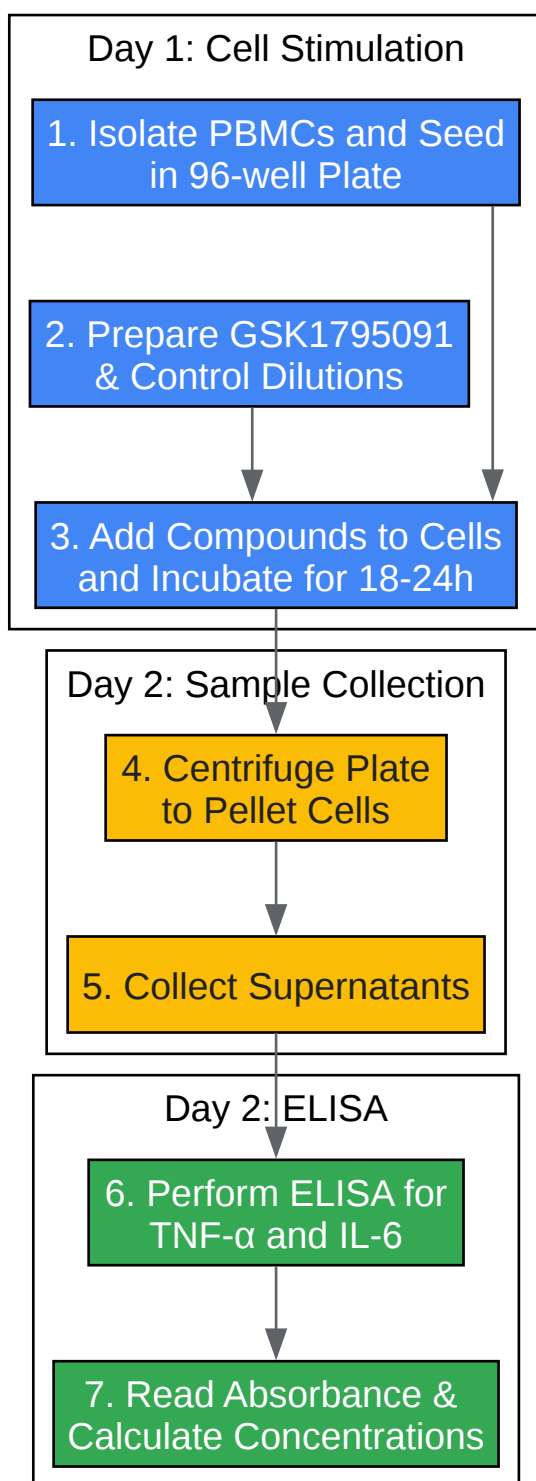 Day 1: Cell Stimulation
1. Isolate PBMCs and Seed
in 96-well Plate
2. Prepare GSK1795091
& Control Dilutions
3. Add Compounds to Cells
and Incubate for 18-24h
Day 2: Sample Collection
4. Centrifuge Plate
to Pellet Cells
5. Collect Supernatants
Day 2: ELISA
6. Perform ELISA for
TNF-α and IL-6
7. Read Absorbance &
Calculate Concentrations